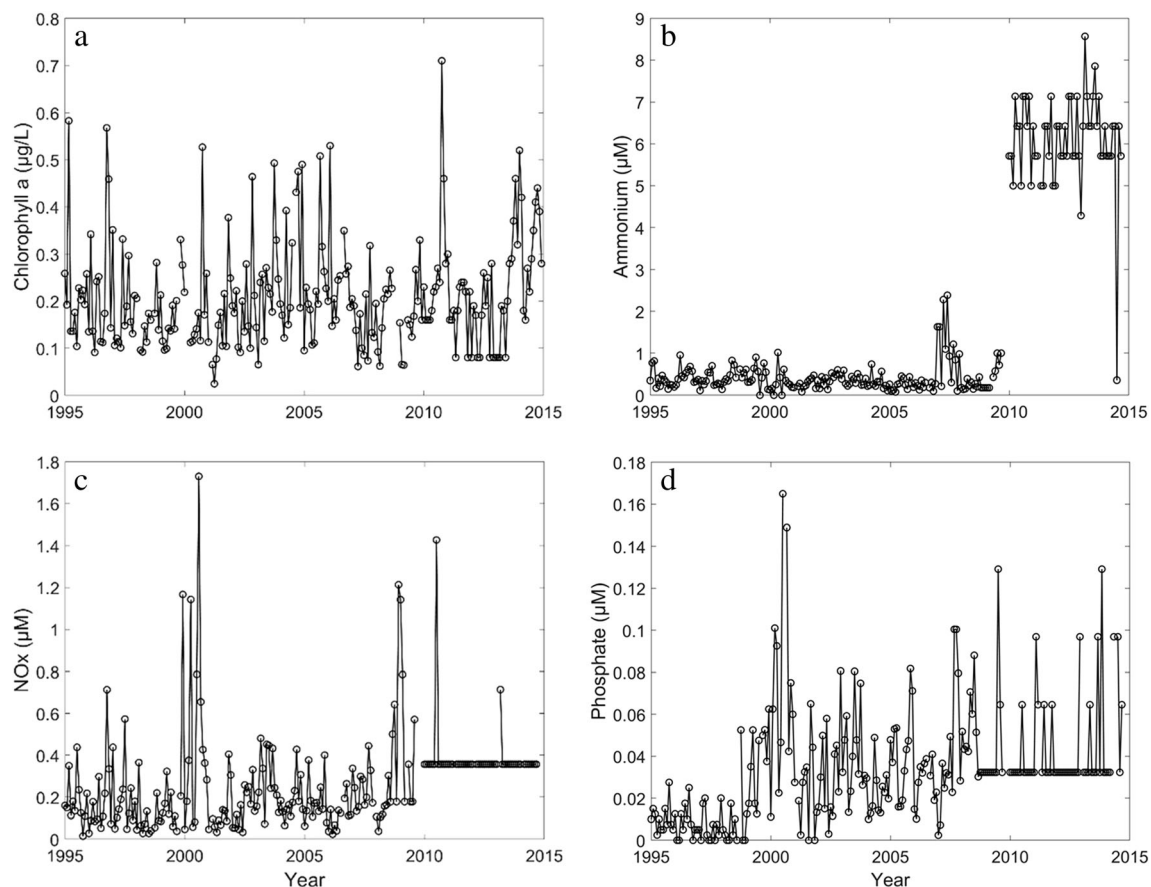 a
0.8
0.7
0.6
0.5
0.4
0.3
0.2
0.1
0
Chlorophyll a (µg/L)
1995 2000 2005 2010 2015
b
9
8
7
6
5
4
3
2
1
0
Ammonium (µM)
1995 2000 2005 2010 2015
c
1.8
1.6
1.4
1.2
1
0.8
0.6
0.4
0.2
0
NOx (µM)
1995 2000 2005 2010 2015
Year
d
0.18
0.16
0.14
0.12
0.1
0.08
0.06
0.04
0.02
0
Phosphate (µM)
1995 2000 2005 2010 2015
Year